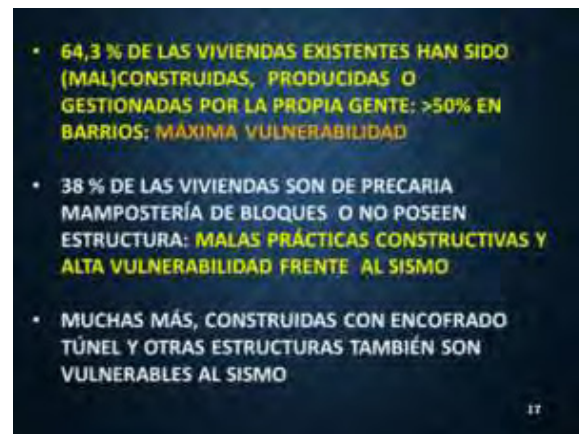 • 64,3 % DE LAS VIVIENDAS EXISTENTES HAN SIDO
(MAL)CONSTRUIDAS, PRODUCIDAS O
GESTIONADAS POR LA PROPIA GENTE: >50% EN
BARRIOS: MÁXIMA VULNERABILIDAD
• 38 % DE LAS VIVIENDAS SON DE PRECARIA
MAMPOSTERÍA DE BLOQUES O NO POSEEN
ESTRUCTURA: MALAS PRÁCTICAS CONSTRUCTIVAS Y
ALTA VULNERABILIDAD FRENTE AL SISMO
• MUCHAS MÁS, CONSTRUIDAS CON ENCOFRADO
TÚNEL Y OTRAS ESTRUCTURAS TAMBIÉN SON
VULNERABLES AL SISMO
17